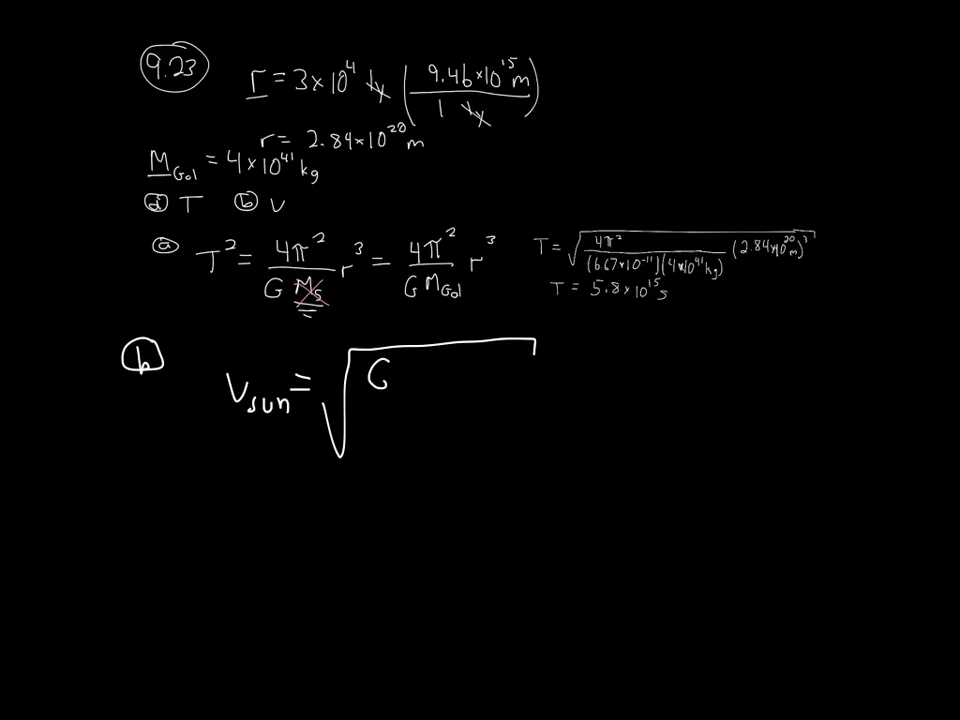 9.23 r = 3×10⁴ ly (9.46×10¹⁵ m / 1 ly)
r = 2.84×10²⁰ m
M_Gal = 4×10⁴¹ kg
ⓐ T ⓑ V
ⓐ T² = 4π² / (G M_s) r³ = 4π² / (G M_Gal) r³
T = √(4π² / ((6.67×10⁻¹¹)(4×10⁴¹ kg)) (2.84×10²⁰ m)³)
T = 5.8×10¹⁵ s
ⓑ V_sun = √(G